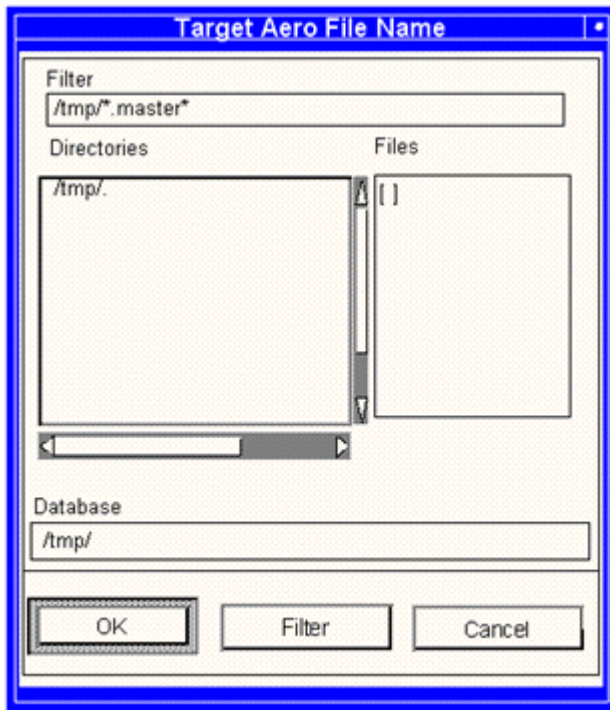 Target Aero File Name
Filter
/tmp/*.master*
Directories
Files
/tmp/.
[ ]
Database
/tmp/
OK
Filter
Cancel